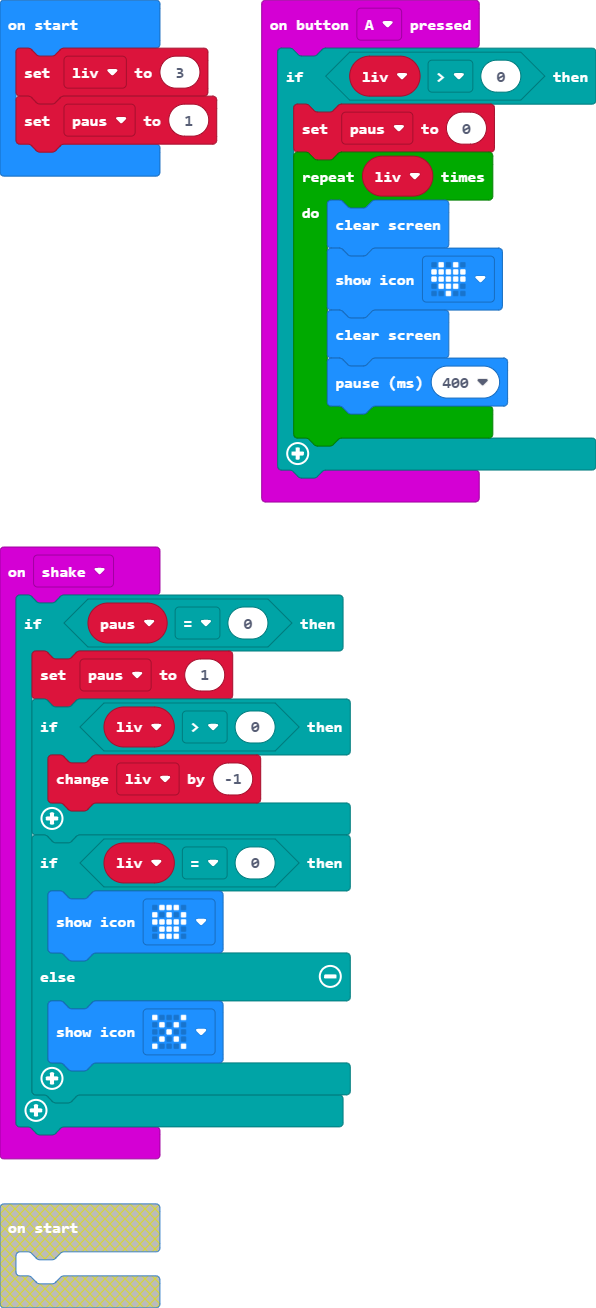 on start
set liv to 3
set paus to 1
on button A pressed
if liv > 0 then
set paus to 0
repeat liv times
do
clear screen
show icon
clear screen
pause (ms) 400
on shake
if paus = 0 then
set paus to 1
if liv > 0 then
change liv by -1
if liv = 0 then
show icon
else
show icon
on start